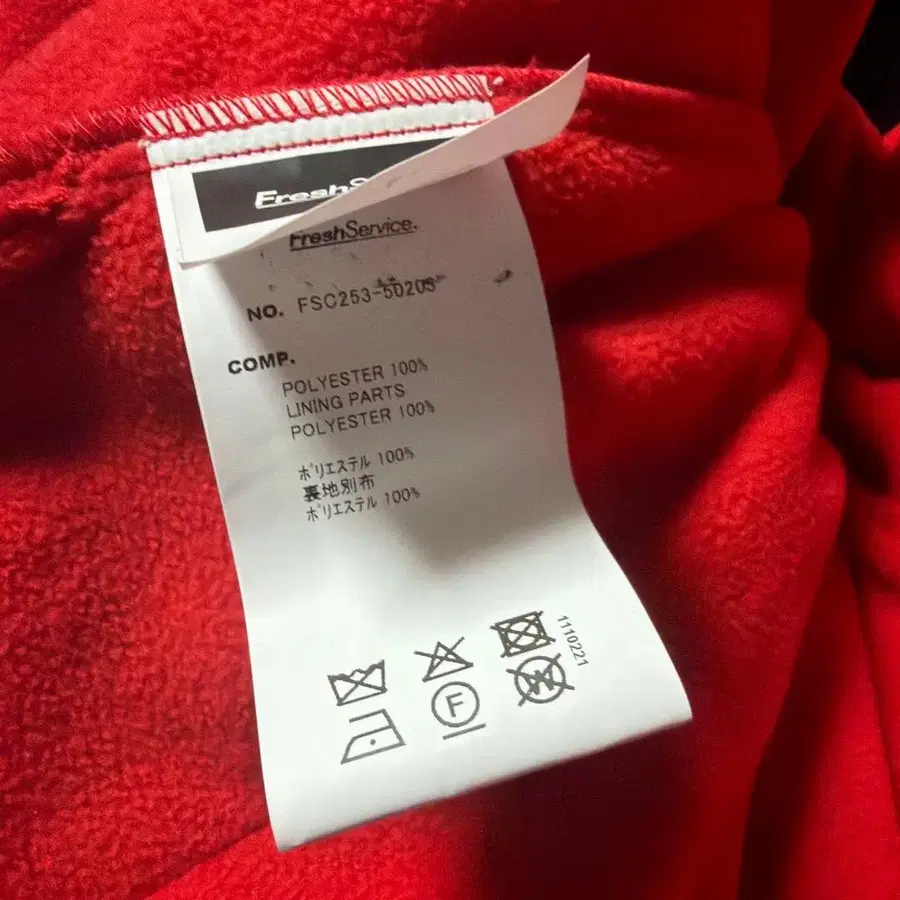 FreshService.
NO. FSC253-5020S
COMP.
POLYESTER 100%
LINING PARTS
POLYESTER 100%
ポリエステル 100%
裏地別布
ポリエステル 100%
1110221
F
W